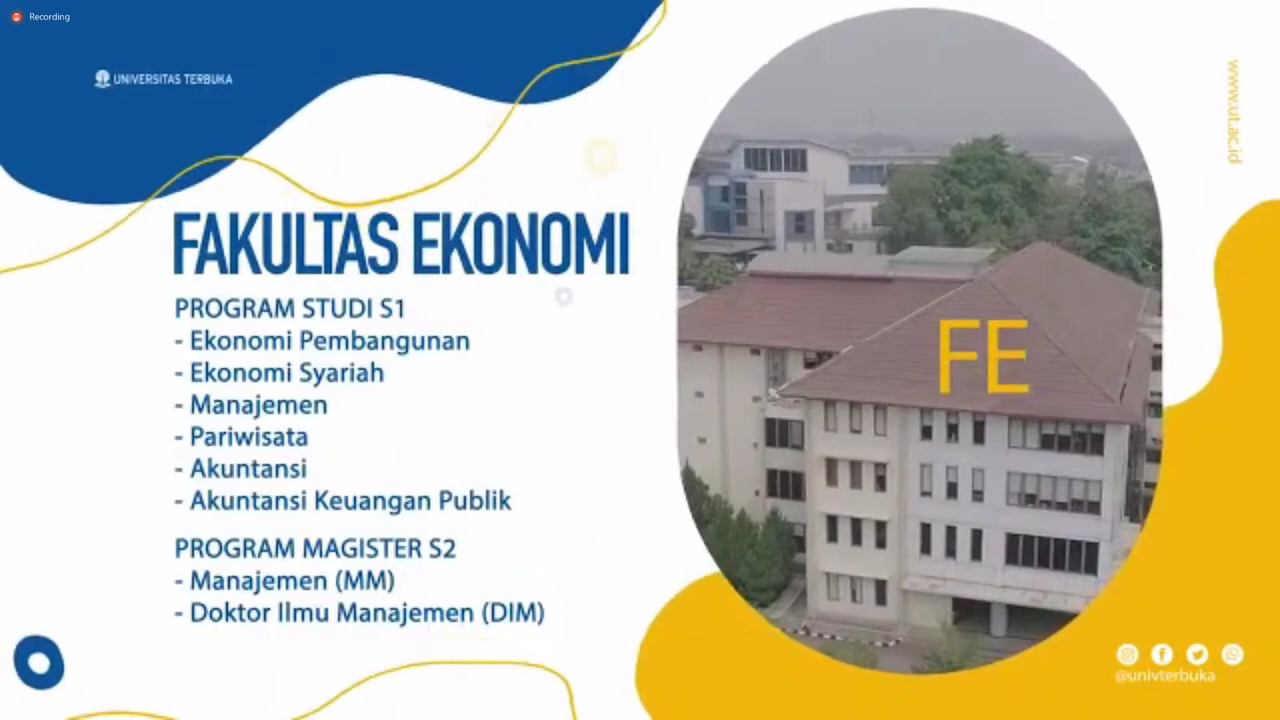 Recording
UNIVERSITAS TERBUKA
www.ut.ac.id
FAKULTAS EKONOMI
PROGRAM STUDI S1
- Ekonomi Pembangunan
- Ekonomi Syariah
- Manajemen
- Pariwisata
- Akuntansi
- Akuntansi Keuangan Publik
PROGRAM MAGISTER S2
- Manajemen (MM)
- Doktor Ilmu Manajemen (DIM)
FE
@univterbuka